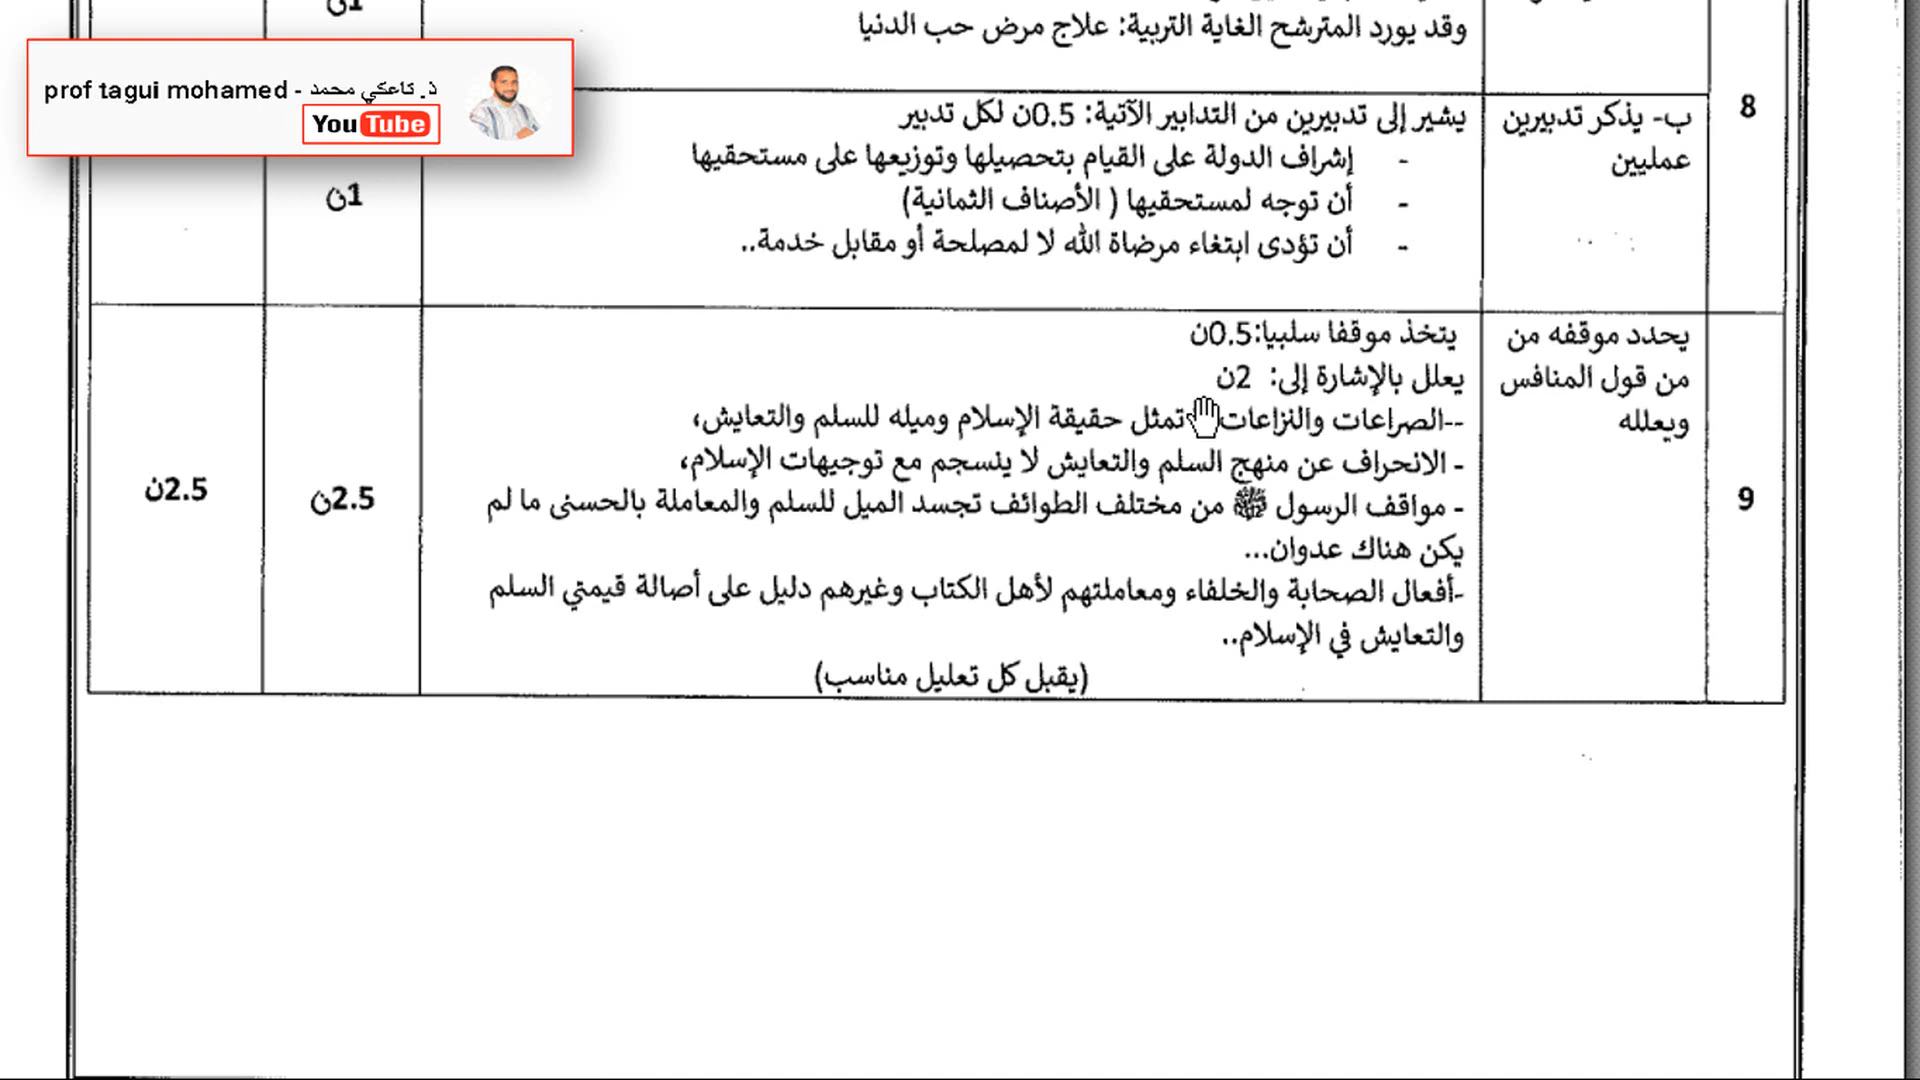 وقد يورد المترشح الغاية التربية: علاج مرض حب الدنيا
prof tagui mohamed - ذ. تاعكي محمد
YouTube
8
ب- يذكر تدبيرين
عمليين
يشير إلى تدبيرين من التدابير الآتية: 0.5ن لكل تدبير
- إشراف الدولة على القيام بتحصيلها وتوزيعها على مستحقيها
- أن توجه لمستحقيها ( الأصناف الثمانية)
- أن تؤدى ابتغاء مرضاة الله لا لمصلحة أو مقابل خدمة..
1ن
9
يحدد موقفه من
من قول المنافس
ويعلله
يتخذ موقفا سلبيا:0.5ن
يعلل بالإشارة إلى: 2ن
--الصراعات والنزاعات تمثل حقيقة الإسلام وميله للسلم والتعايش،
- الانحراف عن منهج السلم والتعايش لا ينسجم مع توجيهات الإسلام،
- مواقف الرسول ﷺ من مختلف الطوائف تجسد الميل للسلم والمعاملة بالحسنى ما لم
يكن هناك عدوان...
-أفعال الصحابة والخلفاء ومعاملتهم لأهل الكتاب وغيرهم دليل على أصالة قيمتي السلم
والتعايش في الإسلام..
(يقبل كل تعليل مناسب)
2.5ن
2.5ن